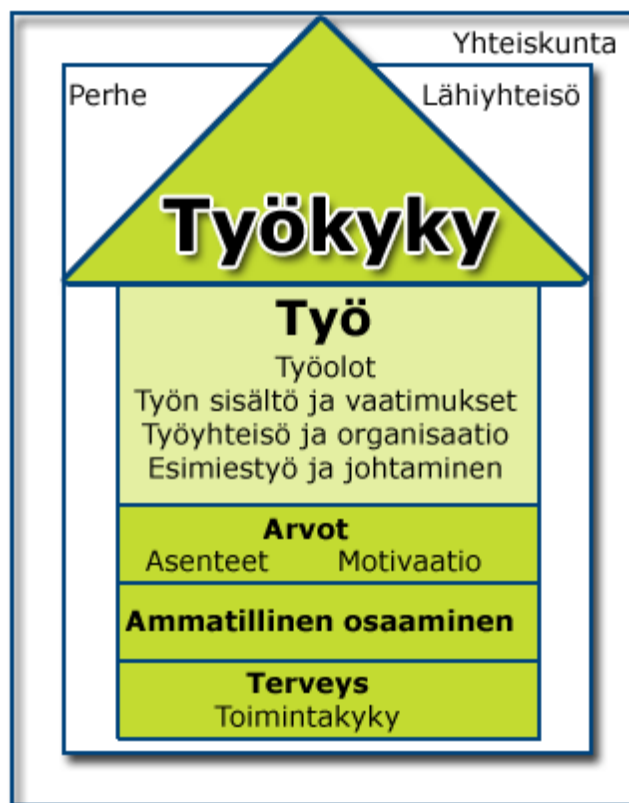 Yhteiskunta
Perhe Lähiyhteisö
Työkyky
Työ
Työolot
Työn sisältö ja vaatimukset
Työyhteisö ja organisaatio
Esimiestyö ja johtaminen
Arvot
Asenteet Motivaatio
Ammatillinen osaaminen
Terveys
Toimintakyky